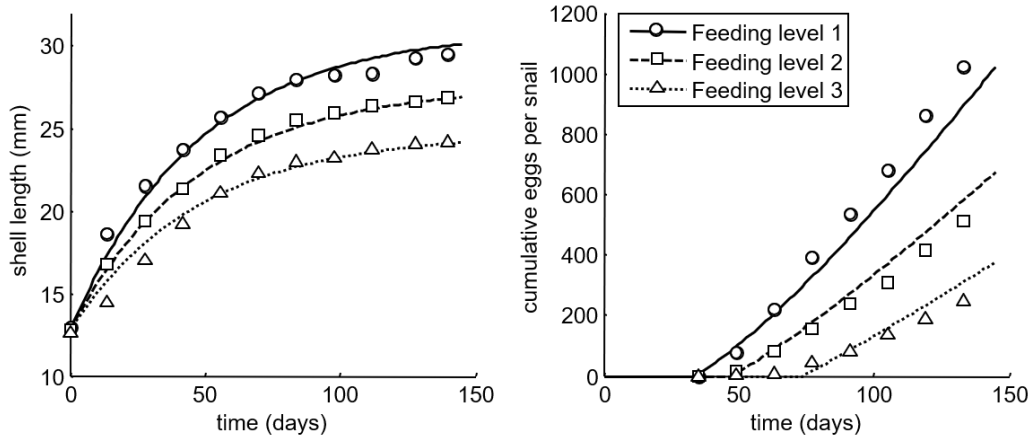 30
25
20
15
10
shell length (mm)
0
50
100
150
time (days)
1200
1000
800
600
400
200
0
cumulative eggs per snail
Feeding level 1
Feeding level 2
Feeding level 3
0
50
100
150
time (days)